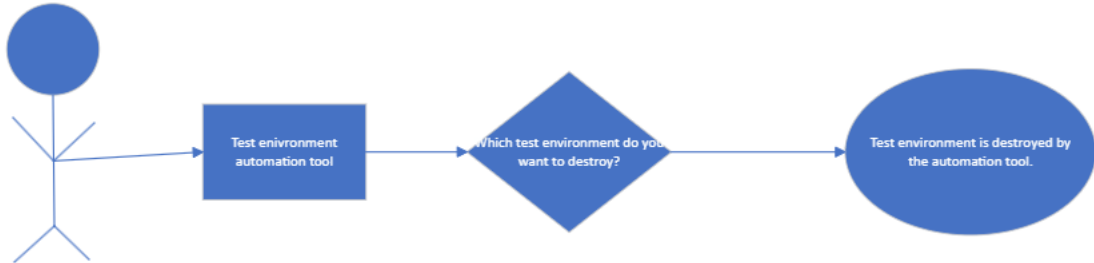 Test enivronment
automation tool
Which test environment do you
want to destroy?
Test environment is destroyed by
the automation tool.